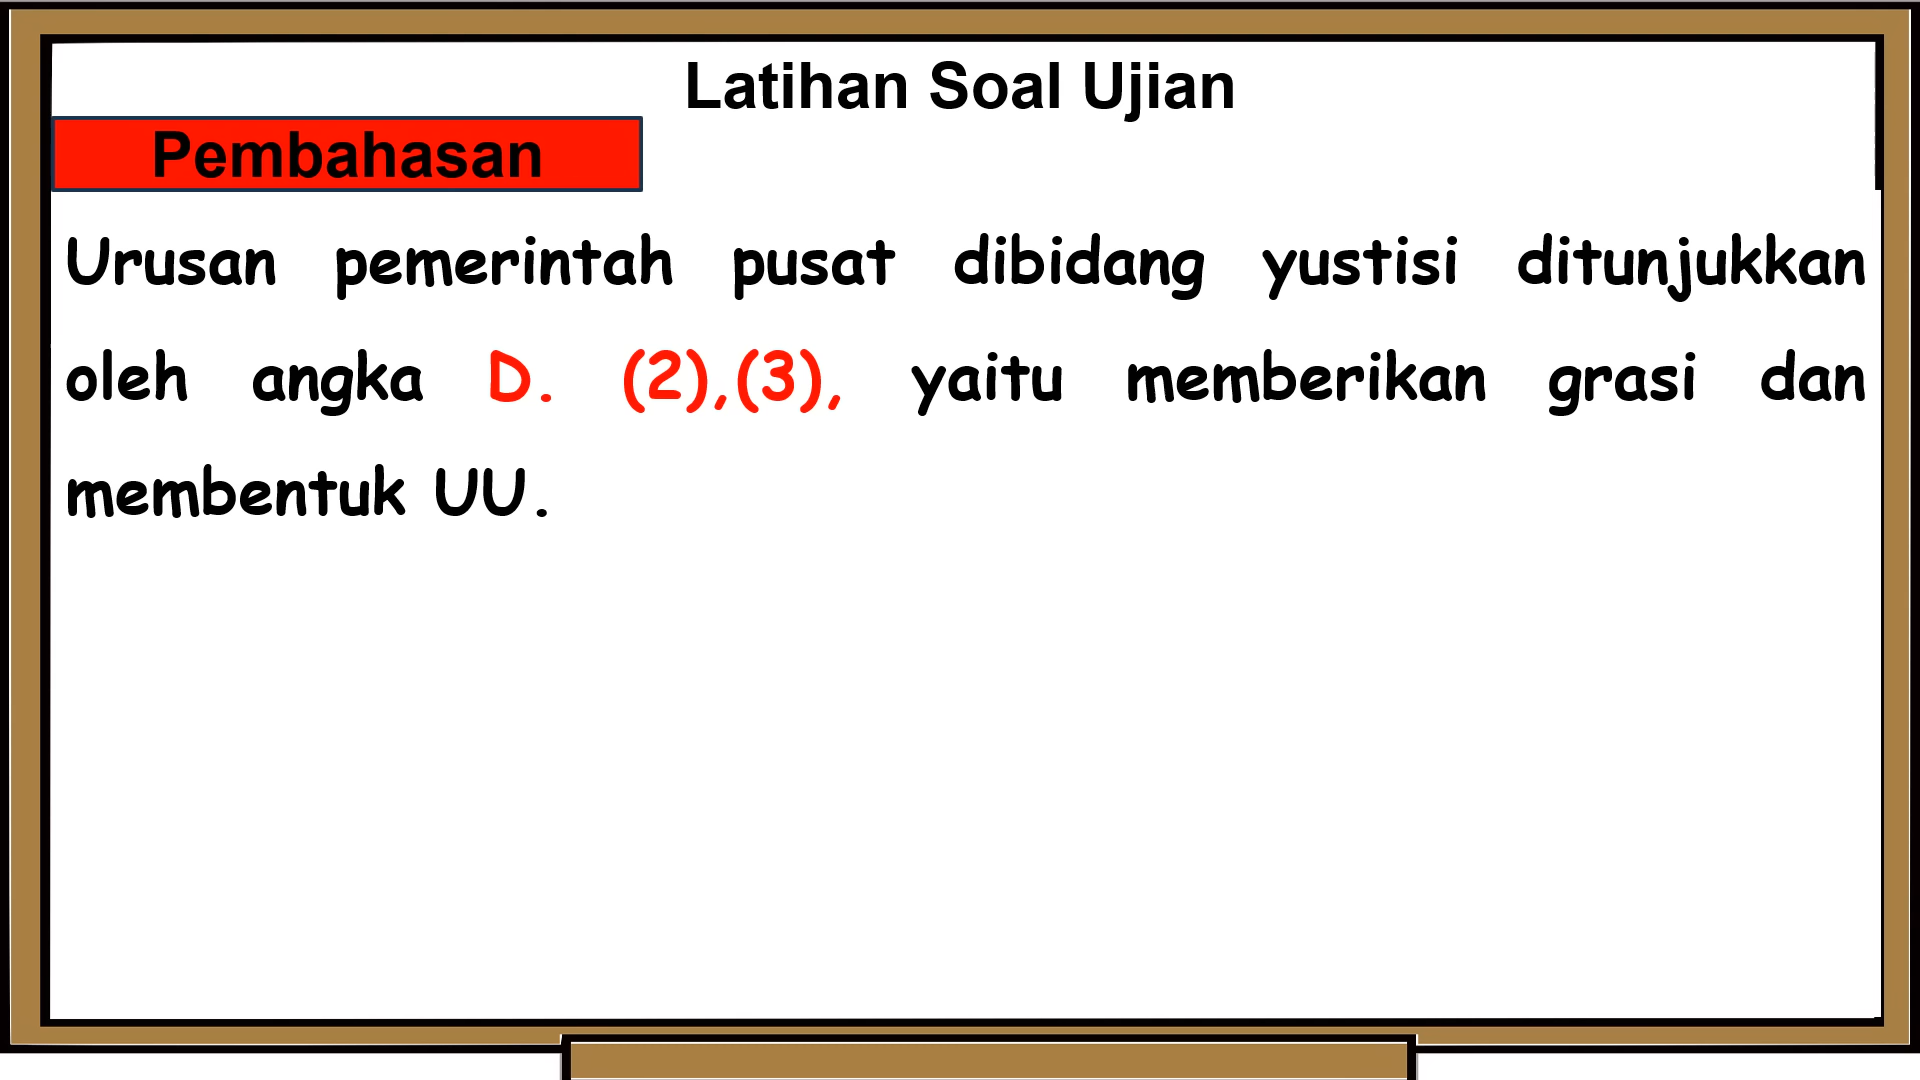 Latihan Soal Ujian
Pembahasan
Urusan pemerintah pusat dibidang yustisi ditunjukkan
oleh angka D. (2),(3), yaitu memberikan grasi dan
membentuk UU.